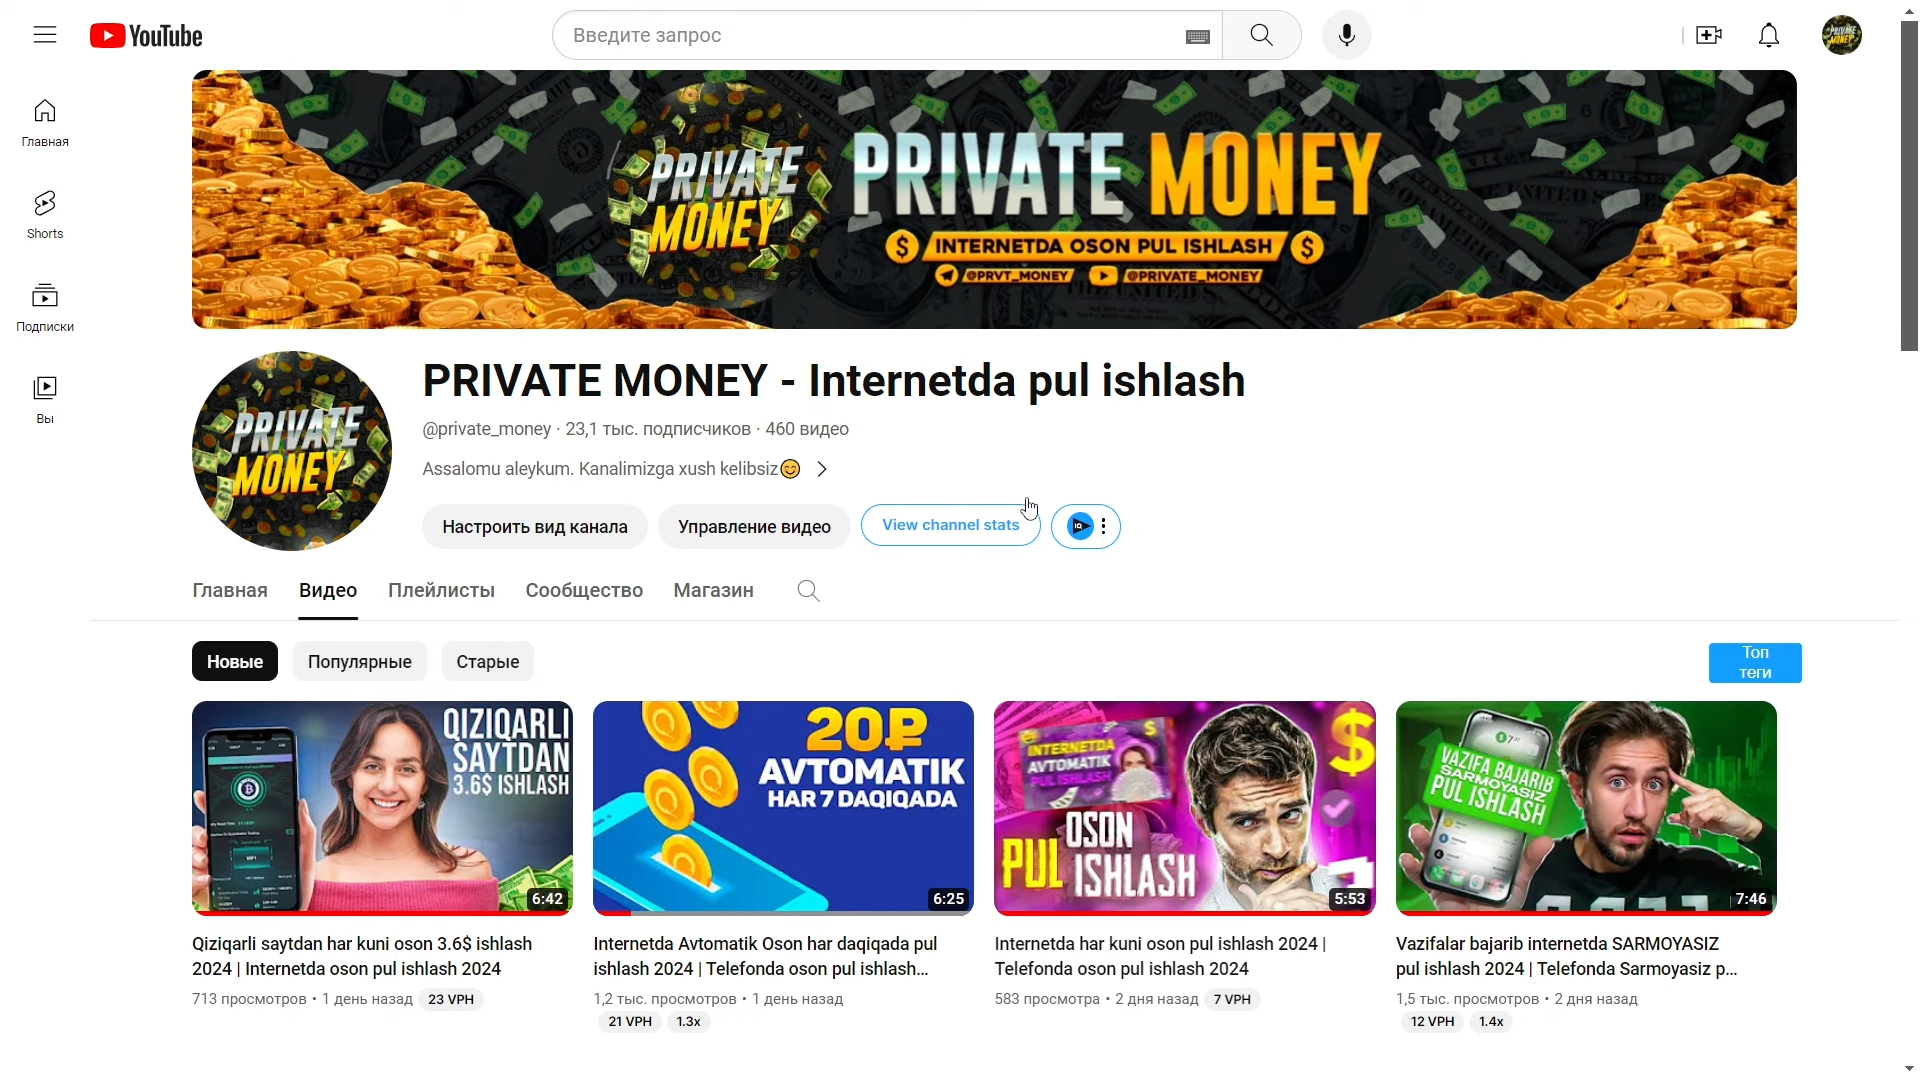 YouTube
Введите запрос
Главная
Shorts
Подписки
Вы
PRIVATE
MONEY
PRIVATE MONEY
$ INTERNETDA OSON PUL ISHLASH $
@PRVT_MONEY @PRIVATE_MONEY
PRIVATE
MONEY
PRIVATE MONEY - Internetda pul ishlash
@private_money · 23,1 тыс. подписчиков · 460 видео
Assalomu aleykum. Kanalimizga xush kelibsiz😊
Настроить вид канала
Управление видео
View channel stats
IQ
Главная
Видео
Плейлисты
Сообщество
Магазин
Новые
Популярные
Старые
Топ
теги
QIZIQARLI
SAYTDAN
3.6$ ISHLASH
VIP1
6:42
20₽
AVTOMATIK
HAR 7 DAQIQADA
6:25
INTERNETDA
AVTOMATIK
PUL ISHLASH
$
OSON
PUL ISHLASH
5:53
VAZIFA BAJARIB
SARMOYASIZ
PUL ISHLASH
7:46
Qiziqarli saytdan har kuni oson 3.6$ ishlash
2024 | Internetda oson pul ishlash 2024
713 просмотров • 1 день назад 23 VPH
Internetda Avtomatik Oson har daqiqada pul
ishlash 2024 | Telefonda oson pul ishlash...
1,2 тыс. просмотров • 1 день назад
21 VPH 1.3x
Internetda har kuni oson pul ishlash 2024 |
Telefonda oson pul ishlash 2024
583 просмотра • 2 дня назад 7 VPH
Vazifalar bajarib internetda SARMOYASIZ
pul ishlash 2024 | Telefonda Sarmoyasiz p...
1,5 тыс. просмотров • 2 дня назад
12 VPH 1.4x